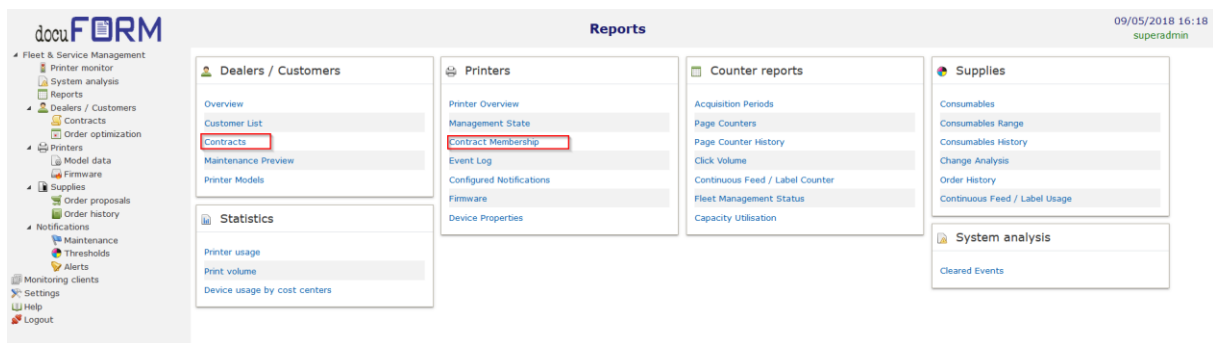 docuFORM
Reports
09/05/2018 16:18
superadmin
Fleet & Service Management
Printer monitor
System analysis
Reports
Dealers / Customers
Contracts
Order optimization
Printers
Model data
Firmware
Supplies
Order proposals
Order history
Notifications
Maintenance
Thresholds
Alerts
Monitoring clients
Settings
Help
Logout
Dealers / Customers
Overview
Customer List
Contracts
Maintenance Preview
Printer Models
Statistics
Printer usage
Print volume
Device usage by cost centers
Printers
Printer Overview
Management State
Contract Membership
Event Log
Configured Notifications
Firmware
Device Properties
Counter reports
Acquisition Periods
Page Counters
Page Counter History
Click Volume
Continuous Feed / Label Counter
Fleet Management Status
Capacity Utilisation
Supplies
Consumables
Consumables Range
Consumables History
Change Analysis
Order History
Continuous Feed / Label Usage
System analysis
Cleared Events